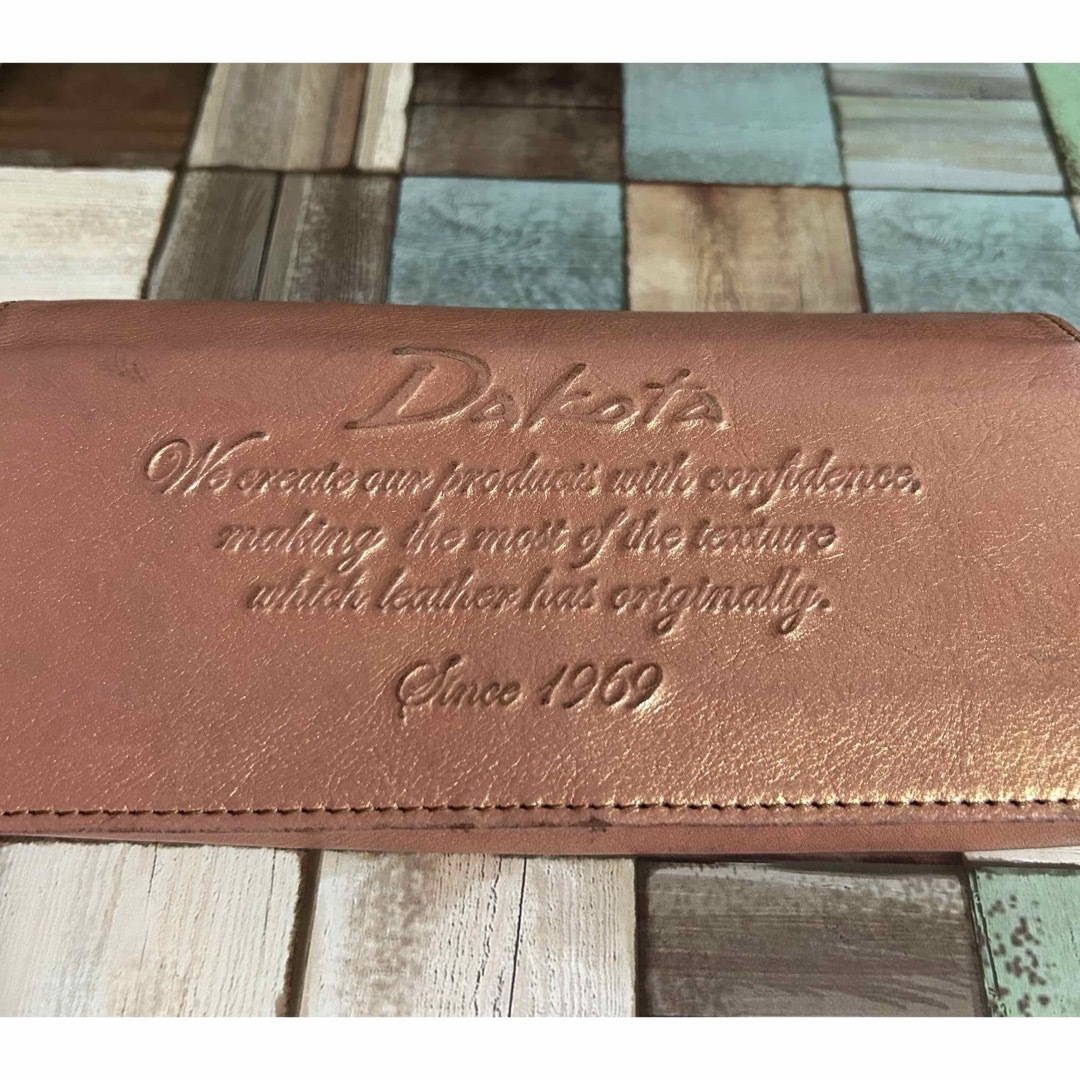 Dakota
We create our products with confidence,
making the most of the texture
which leather has originally.
Since 1969